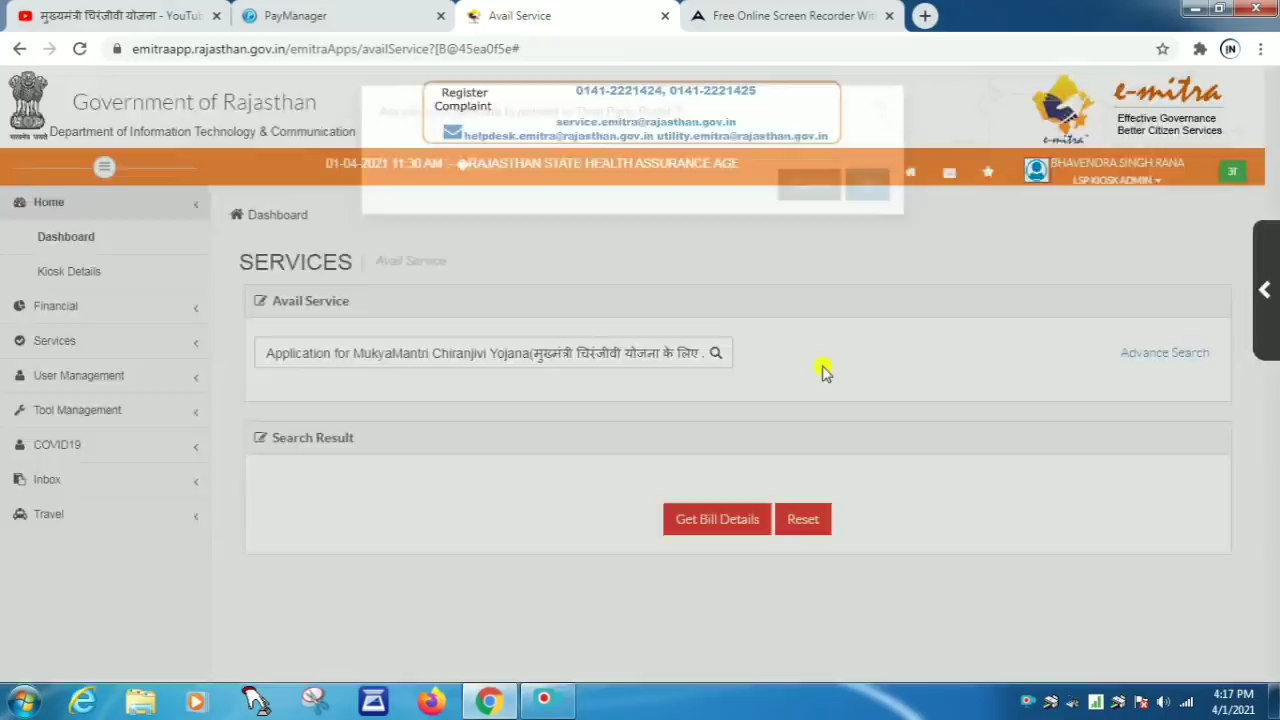 मुख्यमंत्री चिरंजीवी योजना - YouTu
PayManager
Avail Service
Free Online Screen Recorder Wit
emitraapp.rajasthan.gov.in/emitraApps/availService?[B@45ea0f5e#
IN
Government of Rajasthan
Department of Information Technology & Communication
Register
Complaint
0141-2221424, 0141-2221425
service.emitra@rajasthan.gov.in
helpdesk.emitra@rajasthan.gov.in utility.emitra@rajasthan.gov.in
e-mitra
e-mitra
Effective Governance
Better Citizen Services
01-04-2021 11:30 AM -�RAJASTHAN STATE HEALTH ASSURANCE AGE
BHAVENDRA.SINGH.RANA
LSP KIOSK ADMIN
अ
Home
Dashboard
Kiosk Details
Financial
Services
User Management
Tool Management
COVID19
Inbox
Travel
Dashboard
SERVICES
Avail Service
Avail Service
Application for MukyaMantri Chiranjivi Yojana(मुख्यमंत्री चिरंजीवी योजना के लिए .
Advance Search
Search Result
Get Bill Details
Reset
4:17 PM
4/1/2021